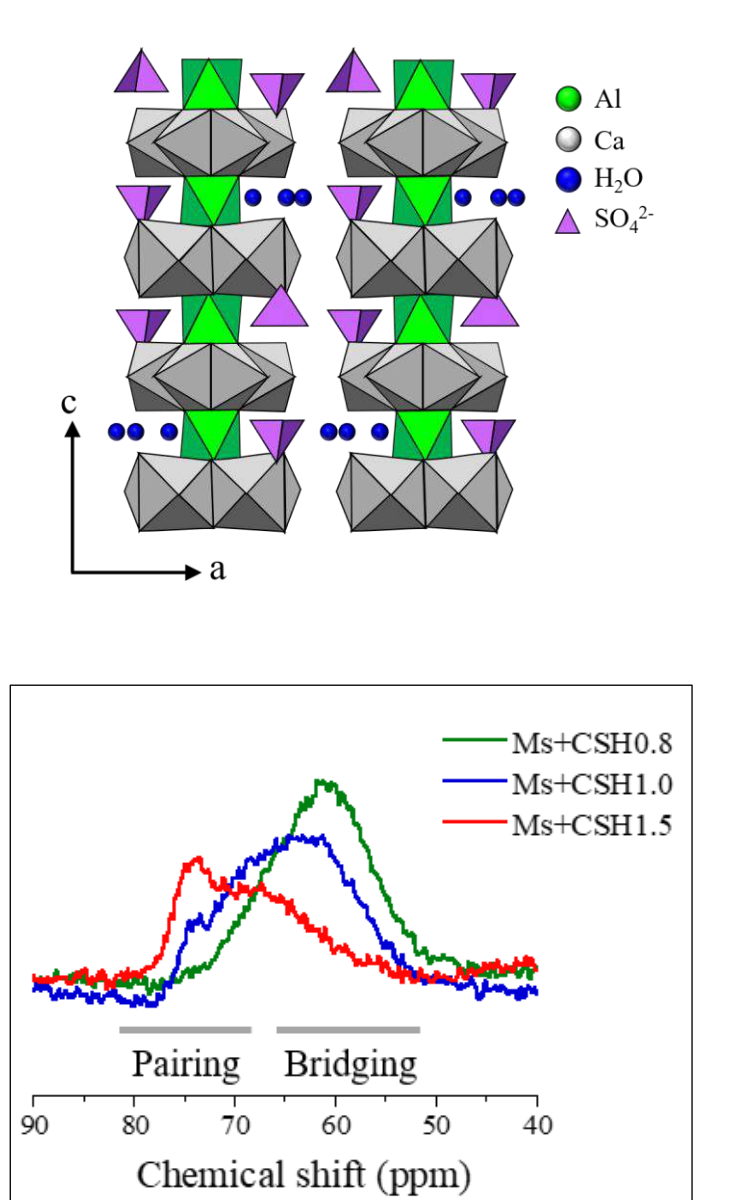 Al
Ca
H₂O
SO₄²⁻
c
a
Ms+CSH0.8
Ms+CSH1.0
Ms+CSH1.5
Pairing Bridging
90 80 70 60 50 40
Chemical shift (ppm)